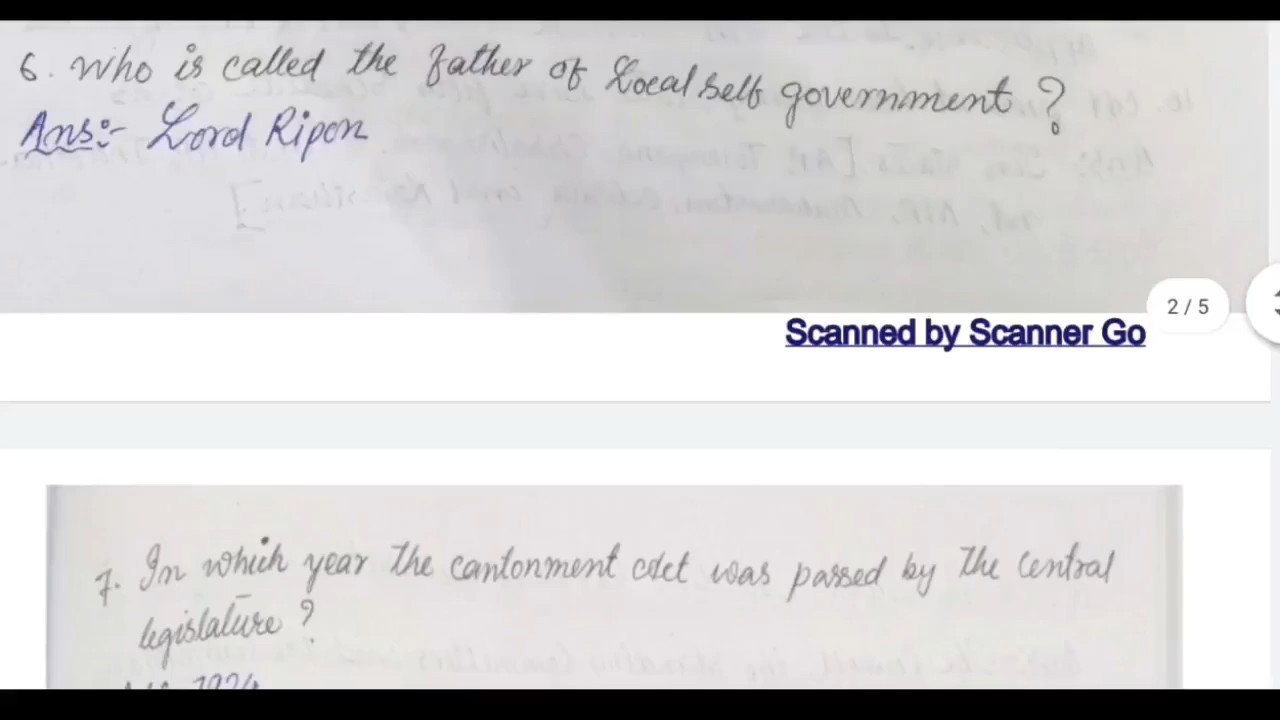 6. Who is called the father of Local self government ?
Ans:- Lord Ripon
2 / 5
Scanned by Scanner Go
7. In which year the cantonment Act was passed by the Central
legislature ?
1924